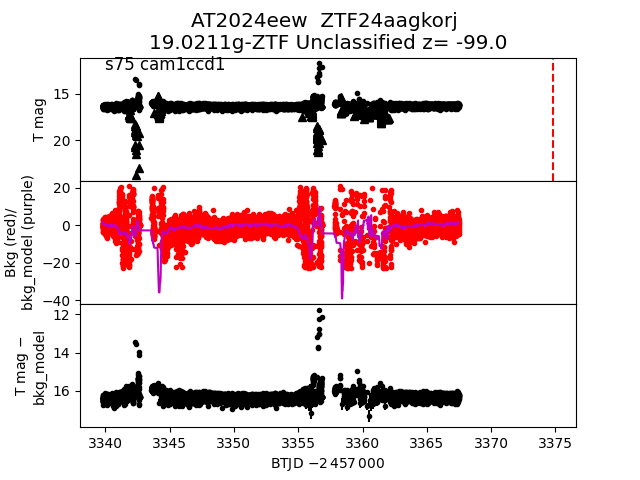 AT2024eew  ZTF24aagkorj
19.0211g-ZTF Unclassified z= -99.0
s75 cam1ccd1
T mag
15
20
Bkg (red)/
bkg_model (purple)
20
0
−20
−40
T mag −
bkg_model
12
14
16
3340
3345
3350
3355
3360
3365
3370
3375
BTJD −2 457 000